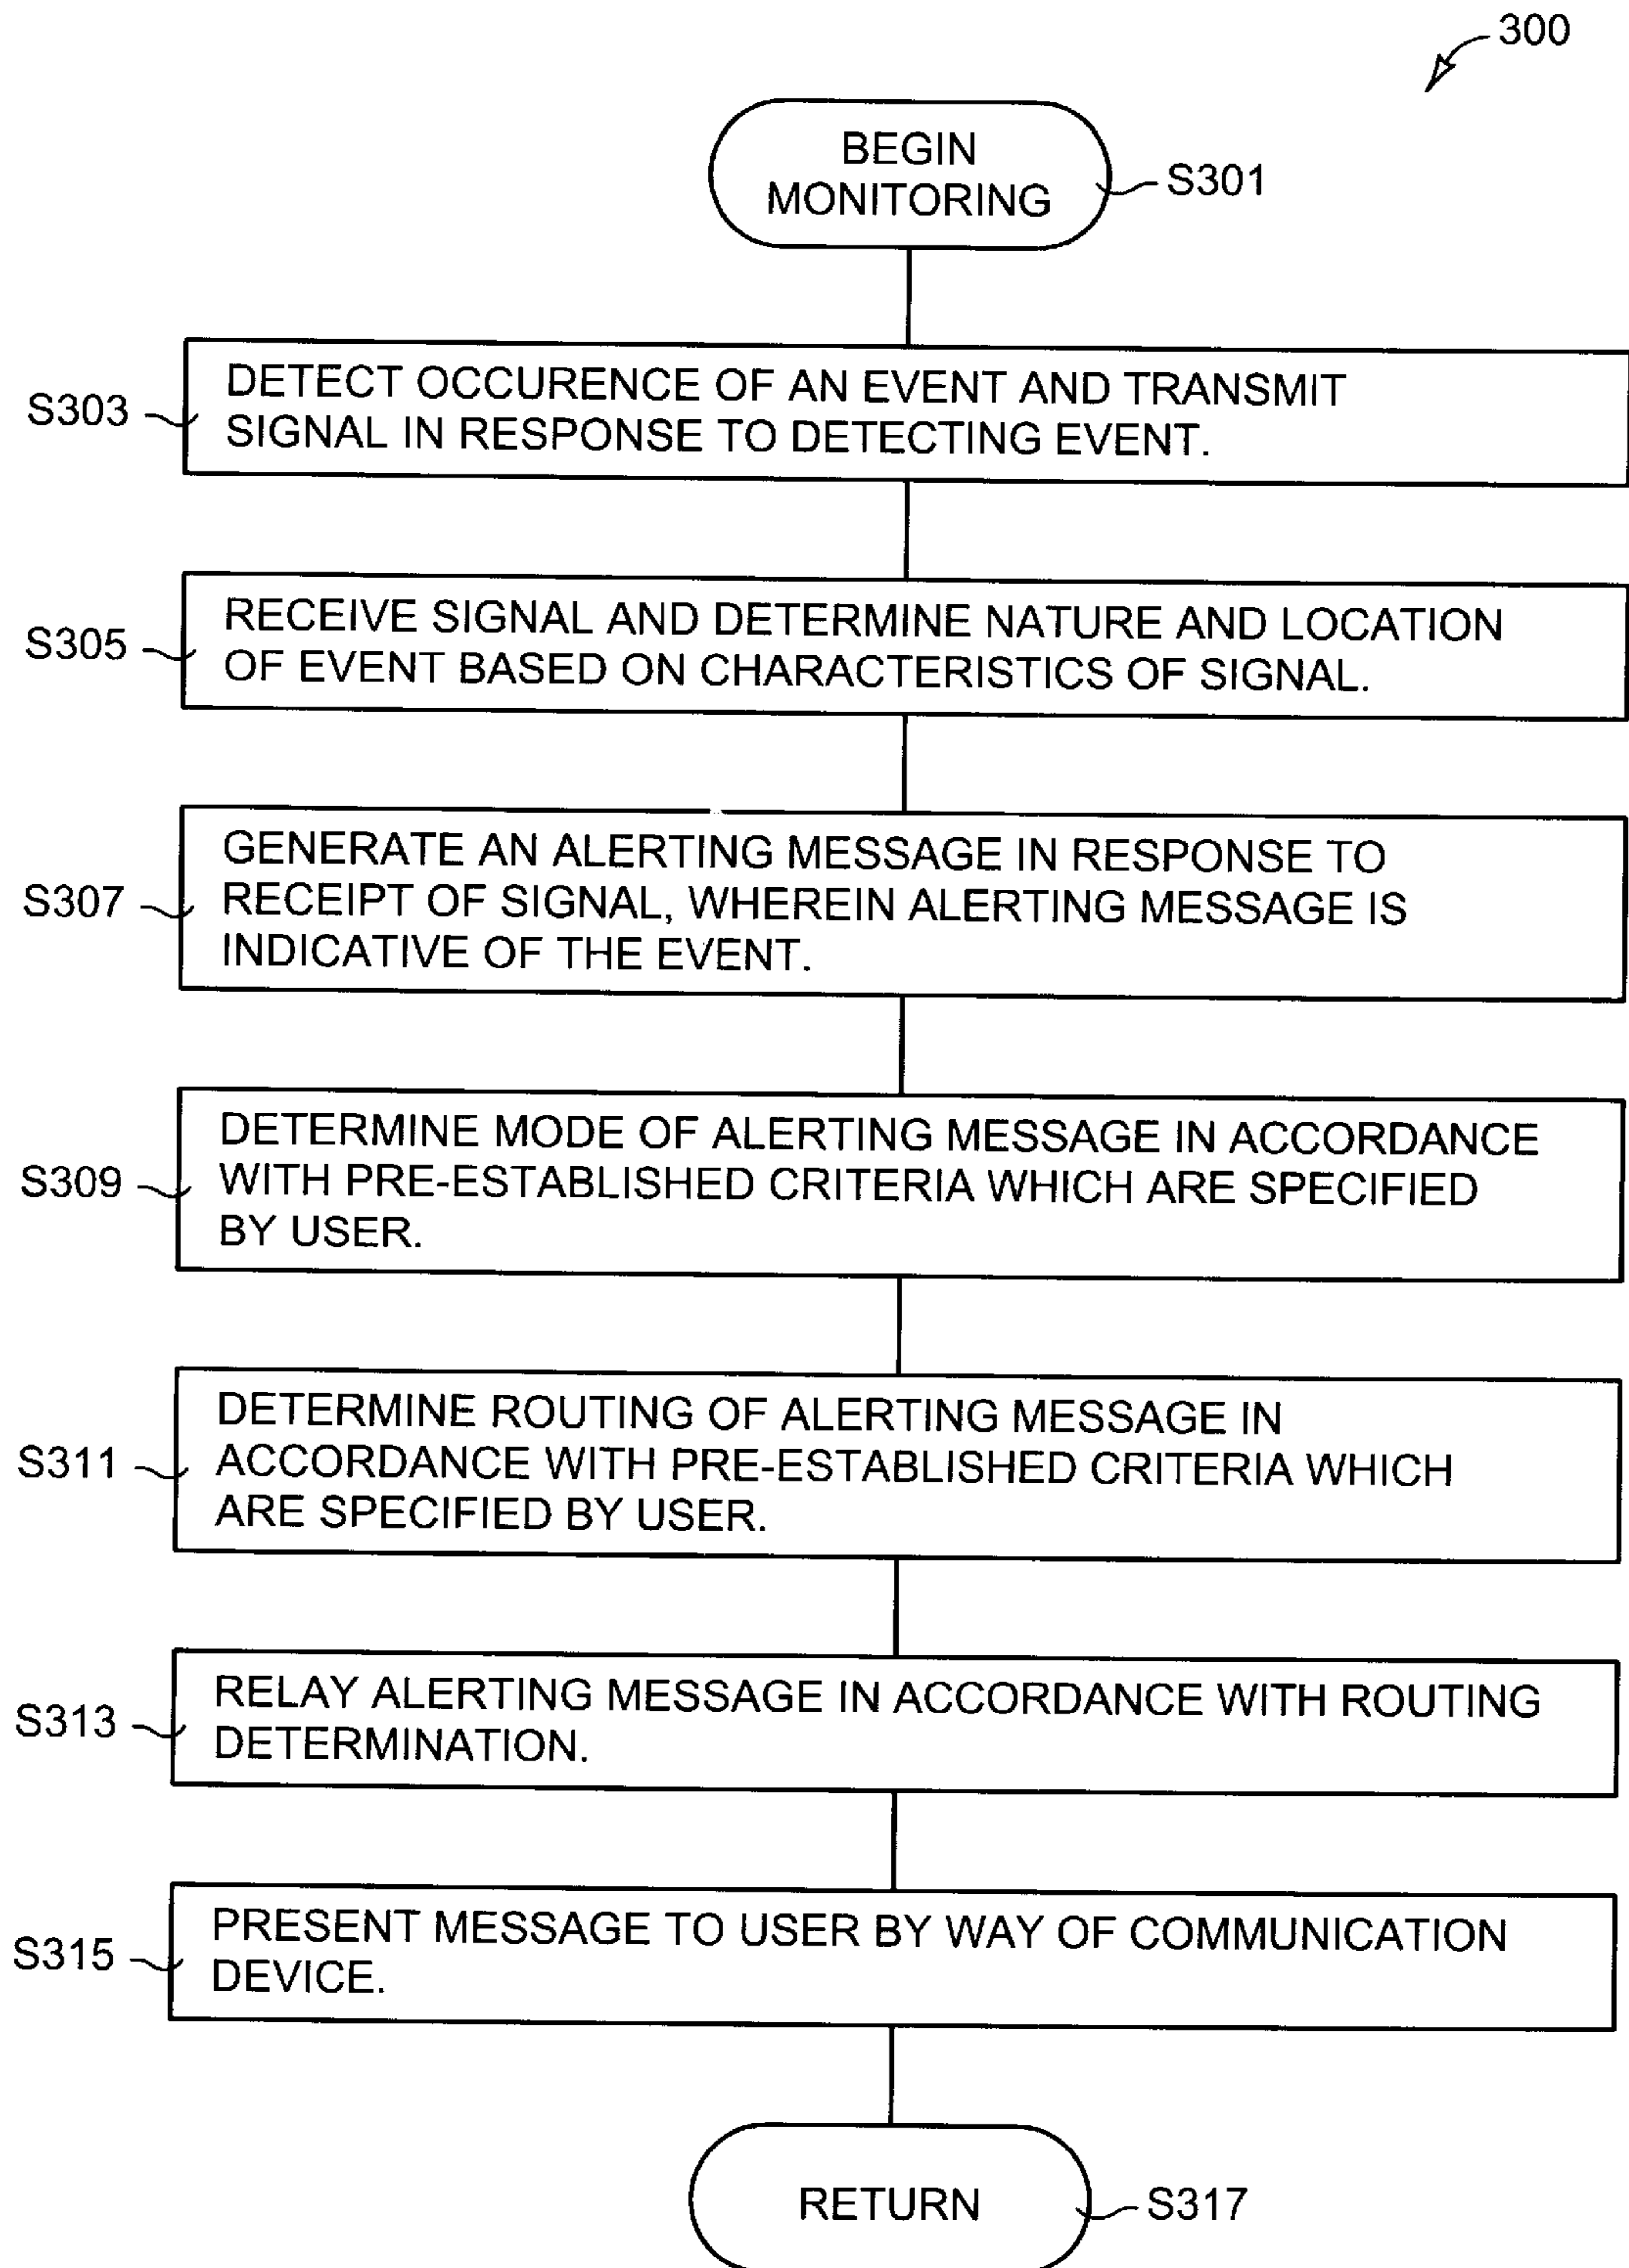 300
BEGIN
MONITORING
S301
S303
DETECT OCCURENCE OF AN EVENT AND TRANSMIT
SIGNAL IN RESPONSE TO DETECTING EVENT.
S305
RECEIVE SIGNAL AND DETERMINE NATURE AND LOCATION
OF EVENT BASED ON CHARACTERISTICS OF SIGNAL.
S307
GENERATE AN ALERTING MESSAGE IN RESPONSE TO
RECEIPT OF SIGNAL, WHEREIN ALERTING MESSAGE IS
INDICATIVE OF THE EVENT.
S309
DETERMINE MODE OF ALERTING MESSAGE IN ACCORDANCE
WITH PRE-ESTABLISHED CRITERIA WHICH ARE SPECIFIED
BY USER.
S311
DETERMINE ROUTING OF ALERTING MESSAGE IN
ACCORDANCE WITH PRE-ESTABLISHED CRITERIA WHICH
ARE SPECIFIED BY USER.
S313
RELAY ALERTING MESSAGE IN ACCORDANCE WITH ROUTING
DETERMINATION.
S315
PRESENT MESSAGE TO USER BY WAY OF COMMUNICATION
DEVICE.
RETURN
S317